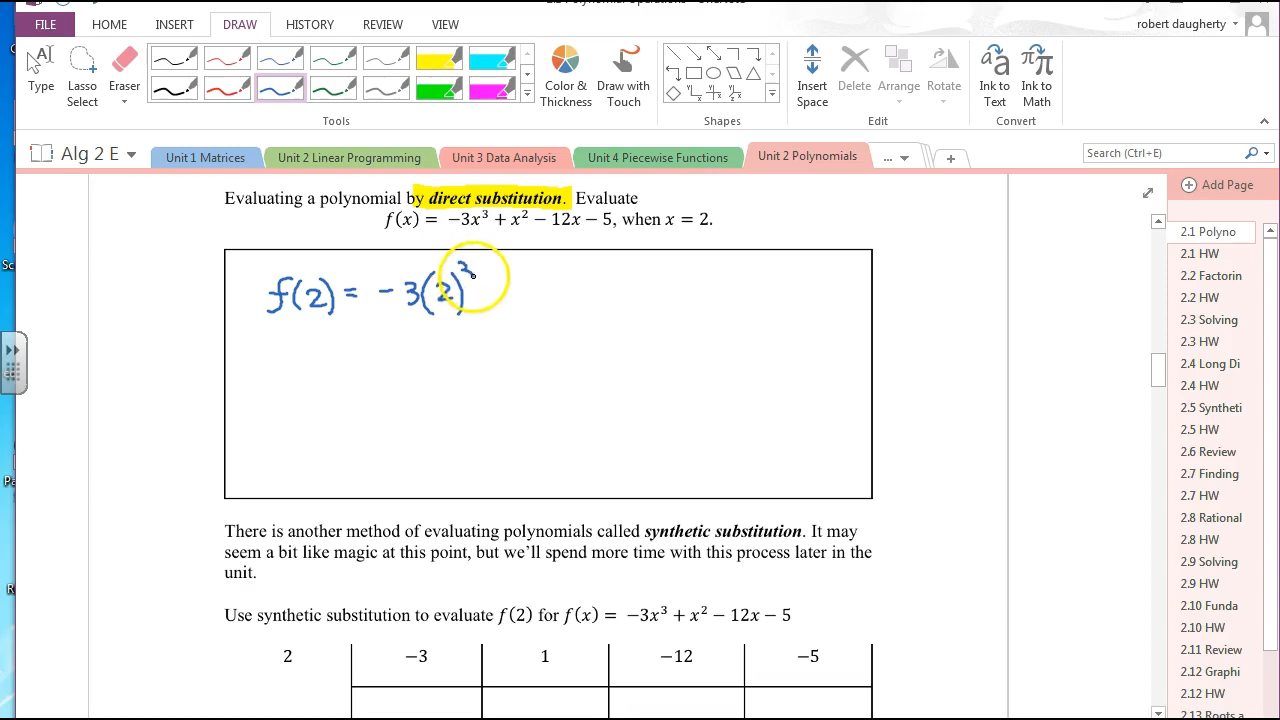 FILE HOME INSERT DRAW HISTORY REVIEW VIEW robert daugherty
Type Lasso Select Eraser Color & Thickness Draw with Touch Insert Space Delete Arrange Rotate Ink to Text Ink to Math
Tools Shapes Edit Convert
Alg 2 E Unit 1 Matrices Unit 2 Linear Programming Unit 3 Data Analysis Unit 4 Piecewise Functions Unit 2 Polynomials ... + Search (Ctrl+E)
Evaluating a polynomial by direct substitution. Evaluate
f(x) = −3x³ + x² − 12x − 5, when x = 2.
f(2) = -3(2)³
There is another method of evaluating polynomials called synthetic substitution. It may
seem a bit like magic at this point, but we'll spend more time with this process later in the
unit.
Use synthetic substitution to evaluate f(2) for f(x) = −3x³ + x² − 12x − 5
2 −3 1 −12 −5
Add Page
2.1 Polyno
2.1 HW
2.2 Factorin
2.2 HW
2.3 Solving
2.3 HW
2.4 Long Di
2.4 HW
2.5 Syntheti
2.5 HW
2.6 Review
2.7 Finding
2.7 HW
2.8 Rational
2.8 HW
2.9 Solving
2.9 HW
2.10 Funda
2.10 HW
2.11 Review
2.12 Graphi
2.12 HW
2.13 Roots a